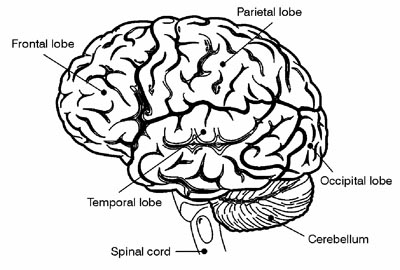 Parietal lobe
Frontal lobe
Occipital lobe
Temporal lobe
Cerebellum
Spinal cord